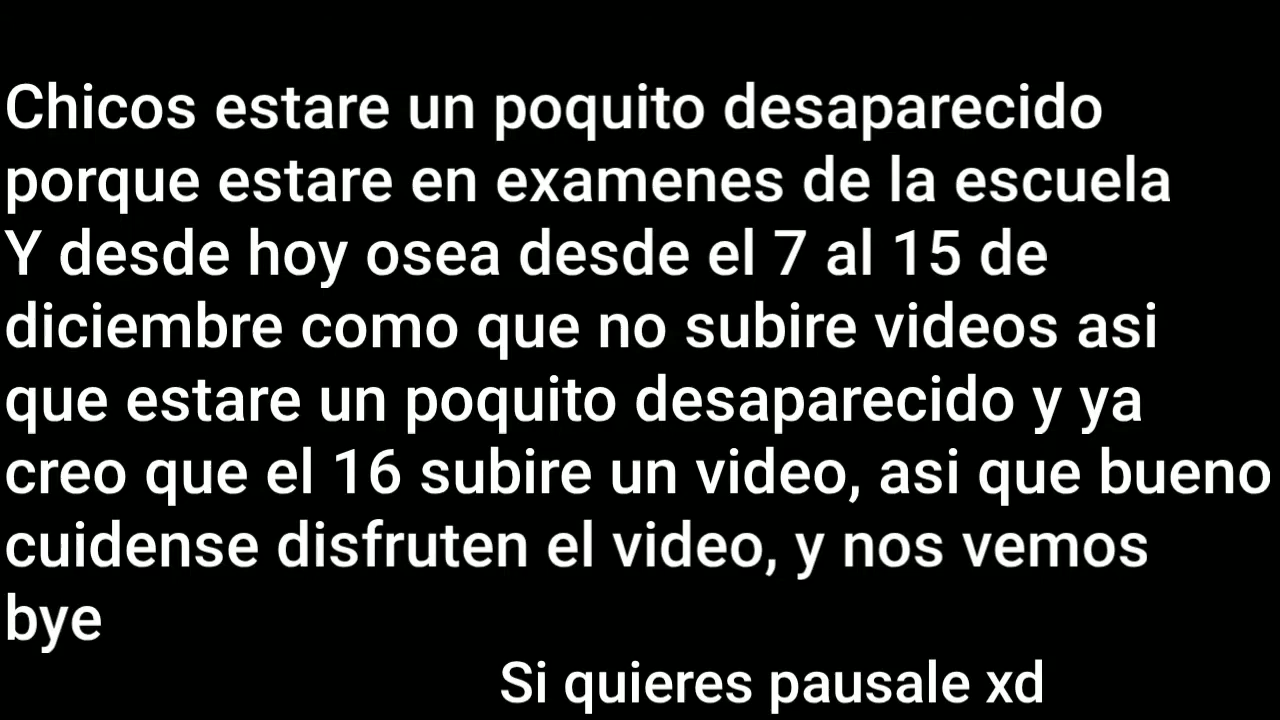 Chicos estare un poquito desaparecido
porque estare en examenes de la escuela
Y desde hoy osea desde el 7 al 15 de
diciembre como que no subire videos asi
que estare un poquito desaparecido y ya
creo que el 16 subire un video, asi que bueno
cuidense disfruten el video, y nos vemos
bye
Si quieres pausale xd